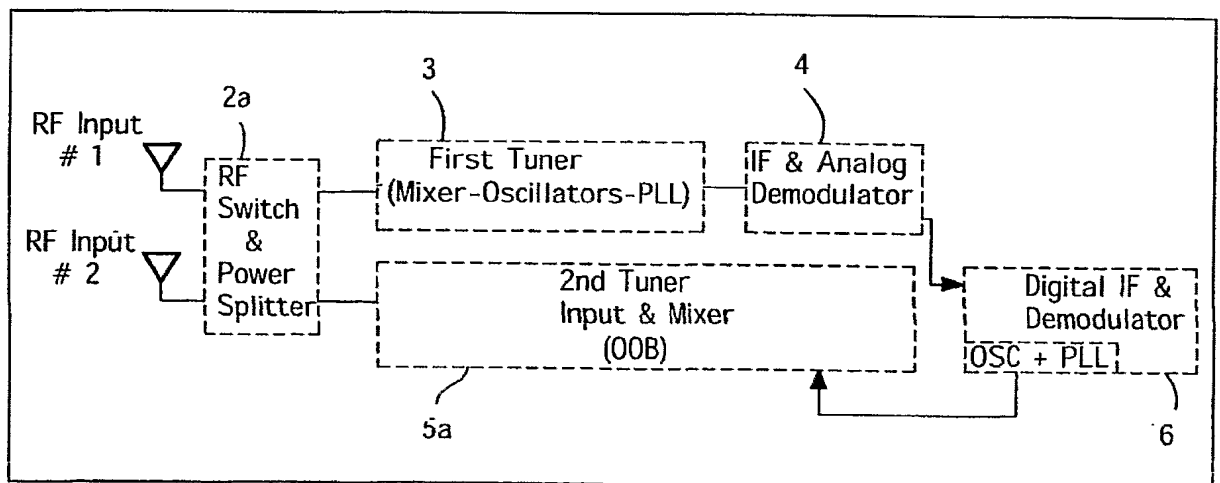 RF Input
# 1
2a
3
4
RF
Switch
&
Power
Splitter
First Tuner
(Mixer-Oscillators-PLL)
IF & Analog
Demodulator
RF Input
# 2
2nd Tuner
Input & Mixer
(OOB)
Digital IF &
Demodulator
OSC + PLL
5a
6